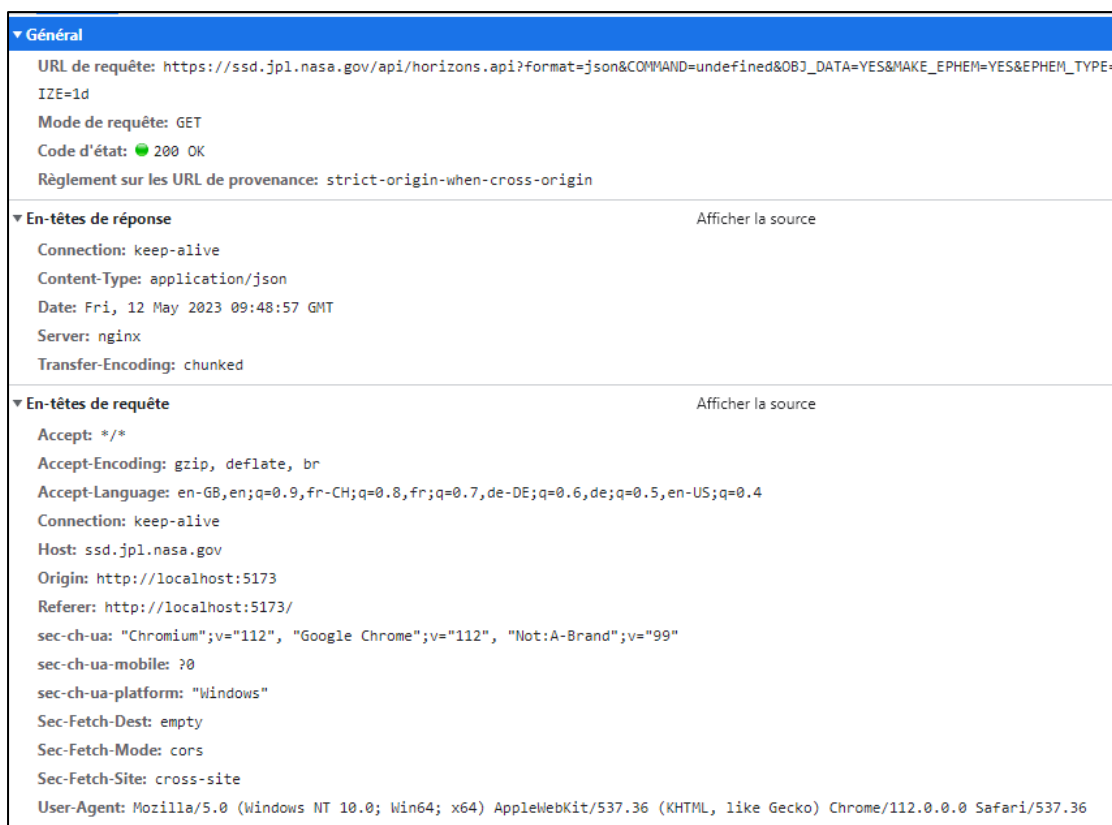 Général
URL de requête: https://ssd.jpl.nasa.gov/api/horizons.api?format=json&COMMAND=undefined&OBJ_DATA=YES&MAKE_EPHEM=YES&EPHEM_TYPE=
IZE=1d
Mode de requête: GET
Code d'état: 200 OK
Règlement sur les URL de provenance: strict-origin-when-cross-origin
En-têtes de réponse Afficher la source
Connection: keep-alive
Content-Type: application/json
Date: Fri, 12 May 2023 09:48:57 GMT
Server: nginx
Transfer-Encoding: chunked
En-têtes de requête Afficher la source
Accept: */*
Accept-Encoding: gzip, deflate, br
Accept-Language: en-GB,en;q=0.9,fr-CH;q=0.8,fr;q=0.7,de-DE;q=0.6,de;q=0.5,en-US;q=0.4
Connection: keep-alive
Host: ssd.jpl.nasa.gov
Origin: http://localhost:5173
Referer: http://localhost:5173/
sec-ch-ua: "Chromium";v="112", "Google Chrome";v="112", "Not:A-Brand";v="99"
sec-ch-ua-mobile: ?0
sec-ch-ua-platform: "Windows"
Sec-Fetch-Dest: empty
Sec-Fetch-Mode: cors
Sec-Fetch-Site: cross-site
User-Agent: Mozilla/5.0 (Windows NT 10.0; Win64; x64) AppleWebKit/537.36 (KHTML, like Gecko) Chrome/112.0.0.0 Safari/537.36